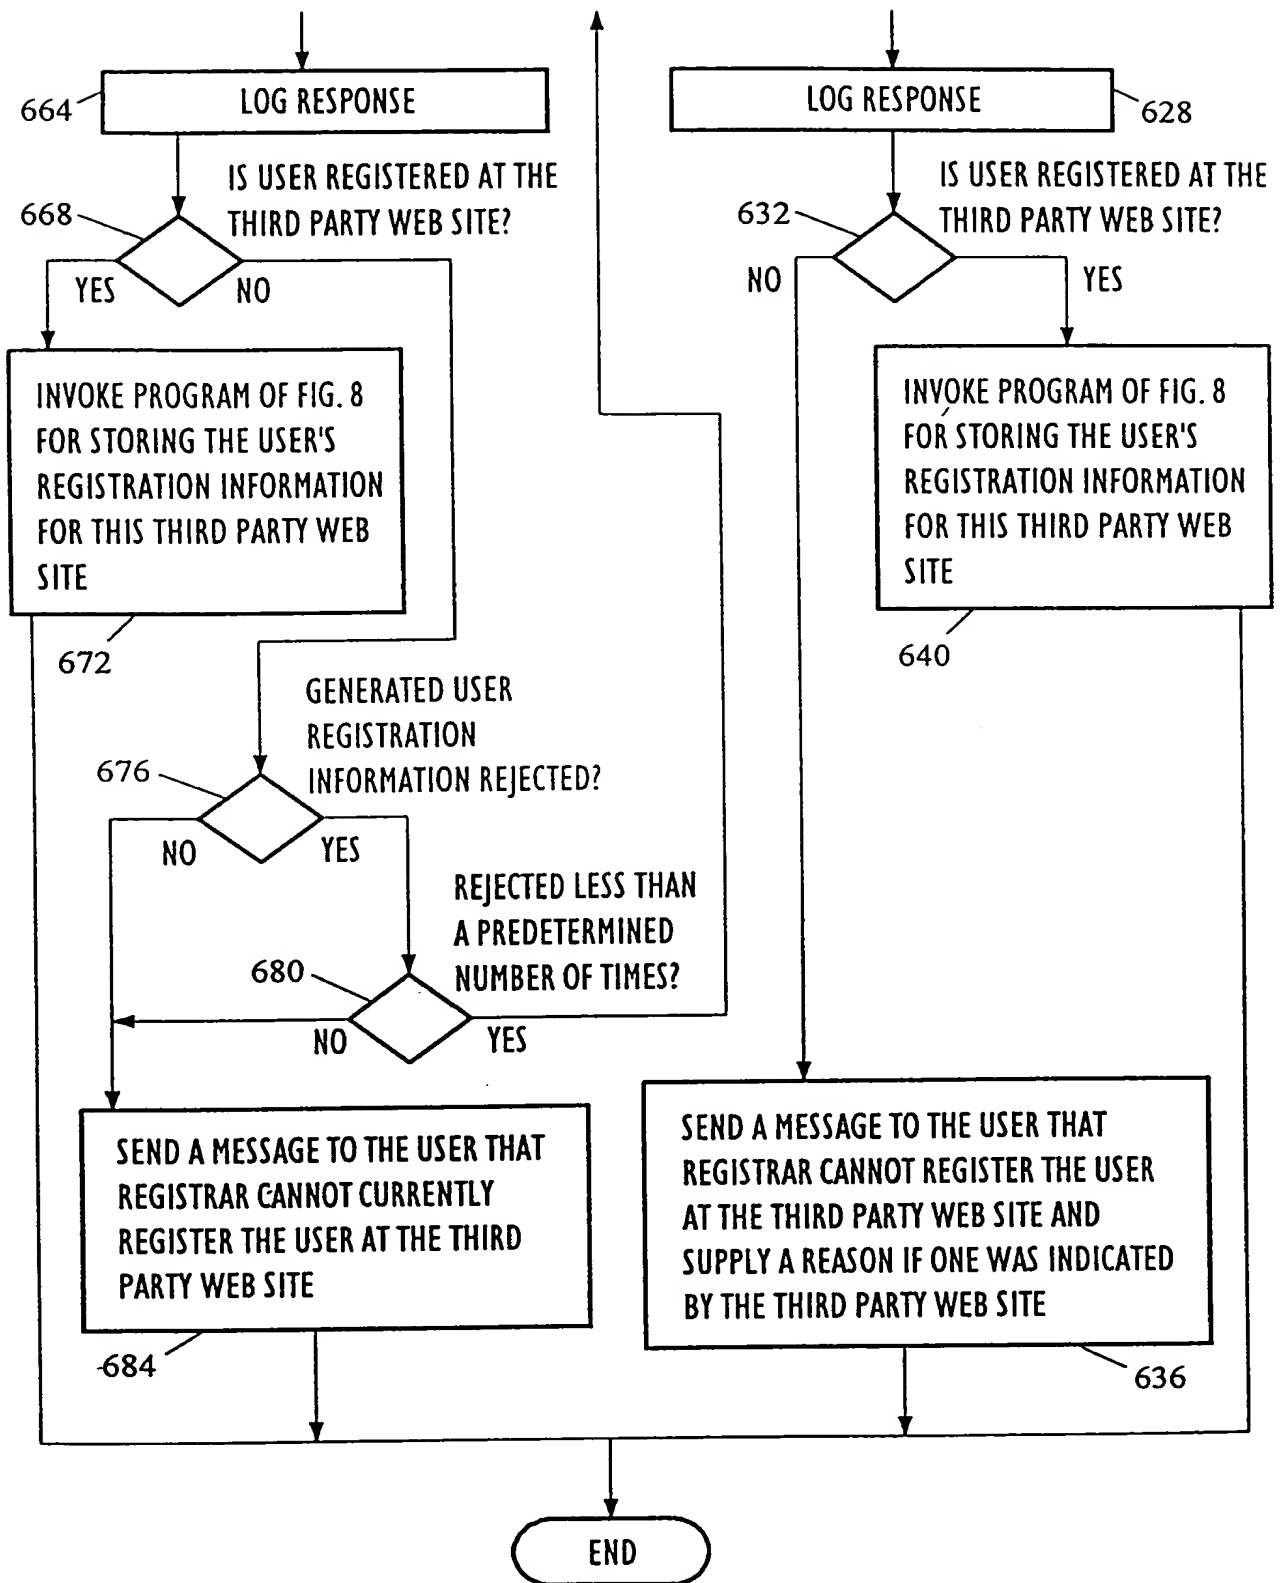 LOG RESPONSE
664
IS USER REGISTERED AT THE
THIRD PARTY WEB SITE?
668
YES
NO
INVOKE PROGRAM OF FIG. 8
FOR STORING THE USER'S
REGISTRATION INFORMATION
FOR THIS THIRD PARTY WEB
SITE
672
GENERATED USER
REGISTRATION
INFORMATION REJECTED?
676
NO
YES
REJECTED LESS THAN
A PREDETERMINED
NUMBER OF TIMES?
680
NO
YES
SEND A MESSAGE TO THE USER THAT
REGISTRAR CANNOT CURRENTLY
REGISTER THE USER AT THE THIRD
PARTY WEB SITE
684
LOG RESPONSE
628
IS USER REGISTERED AT THE
THIRD PARTY WEB SITE?
632
NO
YES
INVOKE PROGRAM OF FIG. 8
FOR STORING THE USER'S
REGISTRATION INFORMATION
FOR THIS THIRD PARTY WEB
SITE
640
SEND A MESSAGE TO THE USER THAT
REGISTRAR CANNOT REGISTER THE USER
AT THE THIRD PARTY WEB SITE AND
SUPPLY A REASON IF ONE WAS INDICATED
BY THE THIRD PARTY WEB SITE
636
END